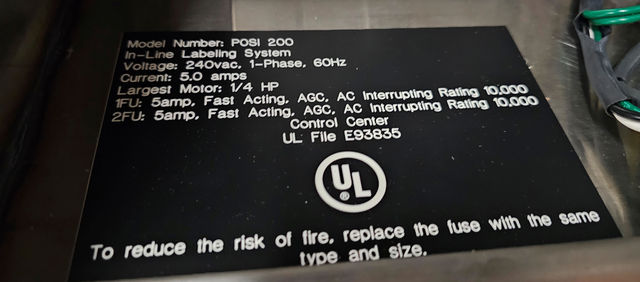 Model Number: POSI 200
In-Line Labeling System
Voltage: 240vac, 1-Phase, 60Hz
Current: 5.0 amps
Largest Motor: 1/4 HP
1FU: 5amp, Fast Acting, AGC, AC Interrupting Rating 10,000
2FU: 5amp, Fast Acting, AGC, AC Interrupting Rating 10,000
Control Center
UL File E93835
UL
®
To reduce the risk of fire, replace the fuse with the same
type and size.